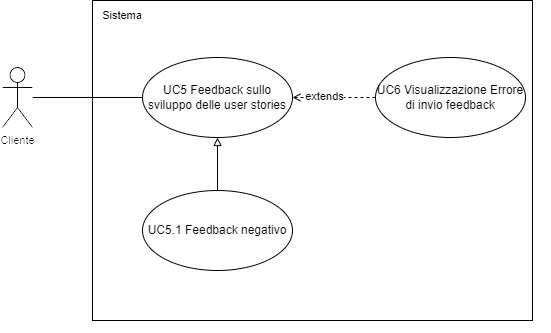 Sistema
UC5 Feedback sullo
sviluppo delle user stories
extends
UC6 Visualizzazione Errore
di invio feedback
Cliente
UC5.1 Feedback negativo